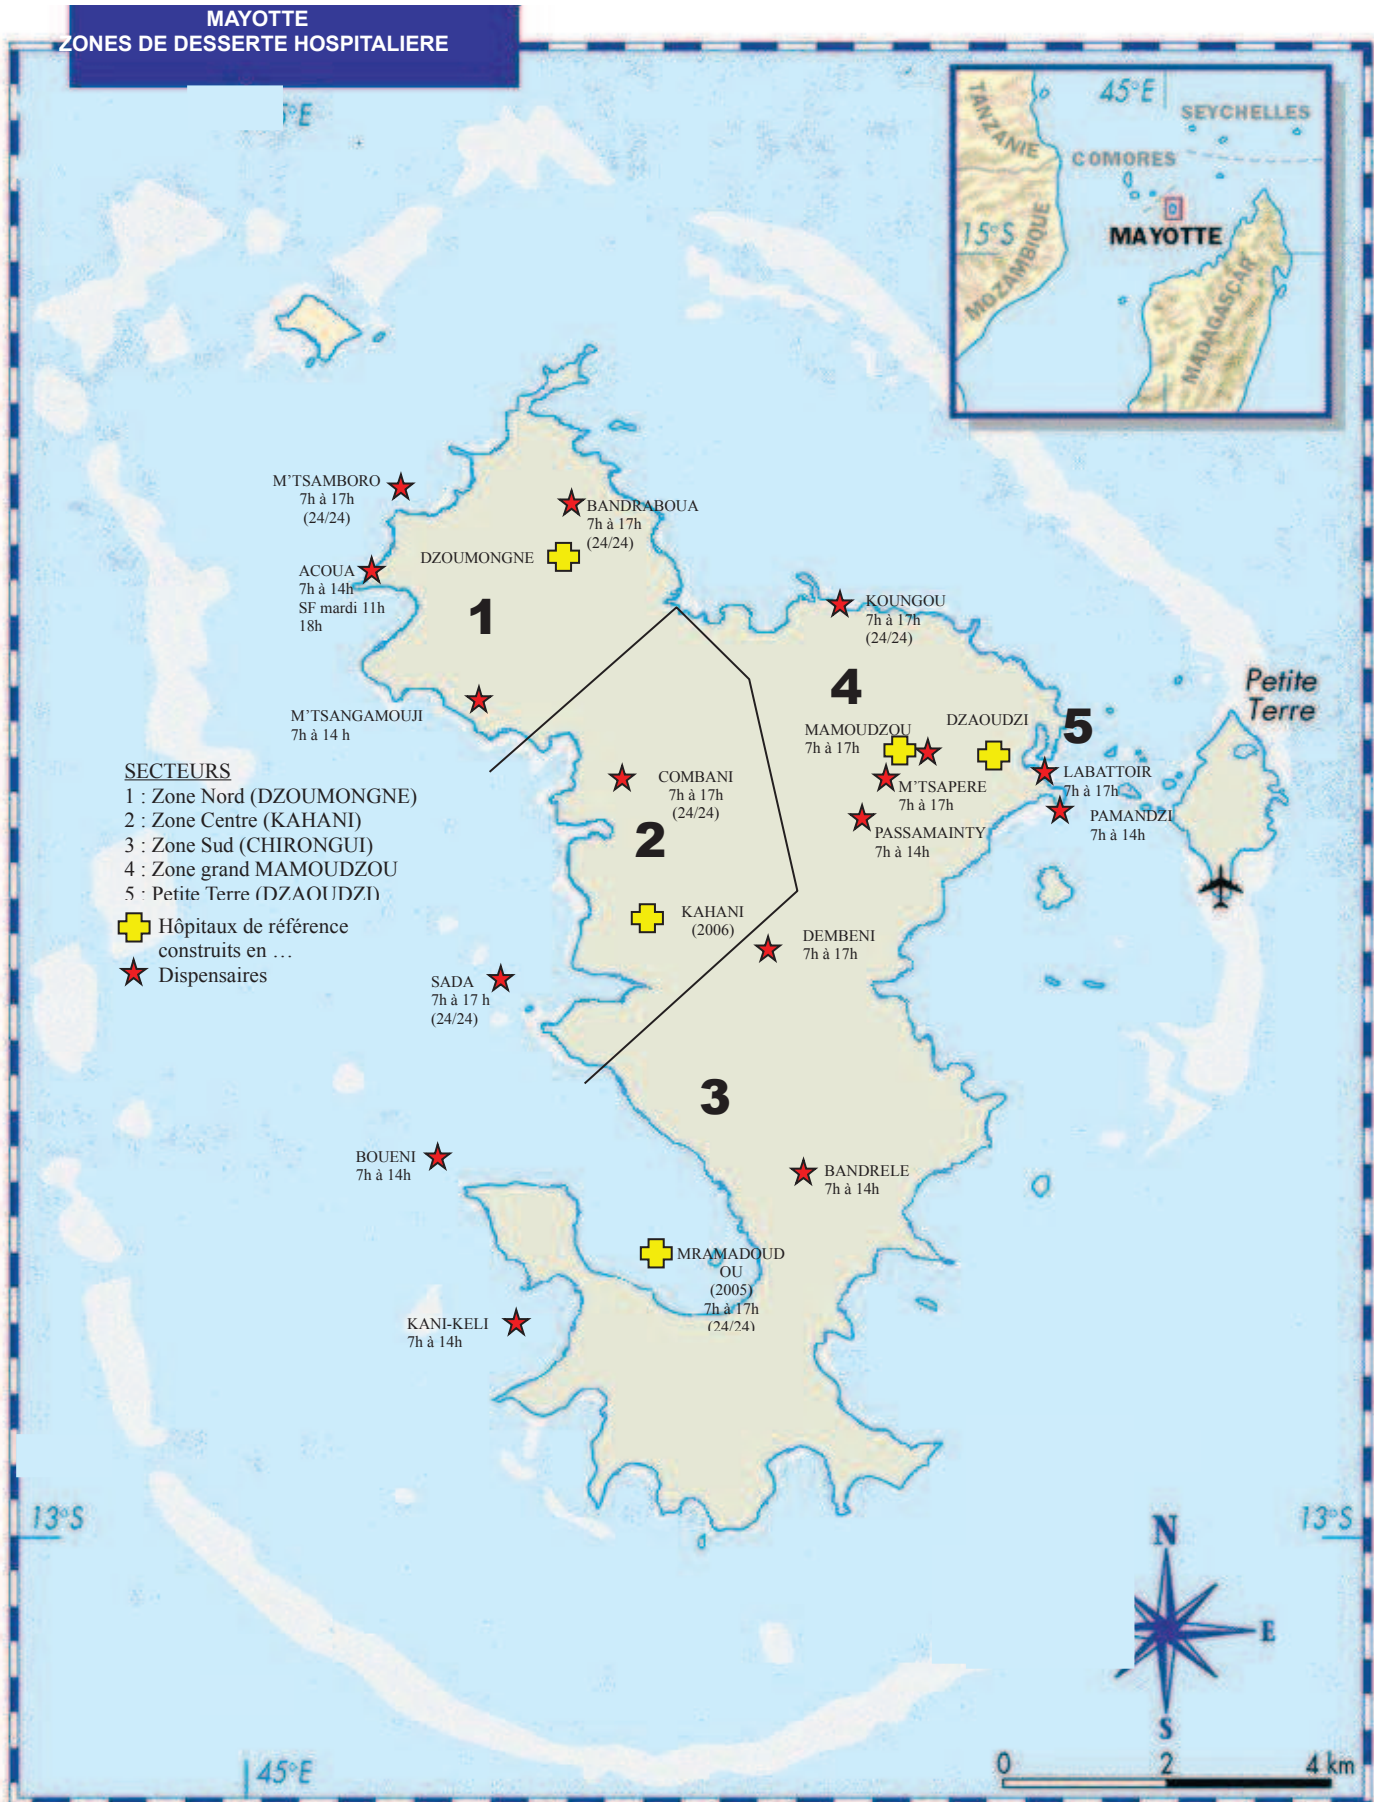 MAYOTTE
ZONES DE DESSERTE HOSPITALIERE
°E
45°E
TANZANIE
SEYCHELLES
COMORES
15°S
MAYOTTE
MOZAMBIQUE
MADAGASCAR
M'TSAMBORO
7h à 17h
(24/24)
BANDRABOUA
7h à 17h
(24/24)
DZOUMONGNE
ACOUA
7h à 14h
SF mardi 11h
18h
1
KOUNGOU
7h à 17h
(24/24)
4
Petite
Terre
M'TSANGAMOUJI
7h à 14 h
MAMOUDZOU
7h à 17h
DZAOUDZI
5
LABATTOIR
7h à 17h
COMBANI
7h à 17h
(24/24)
M'TSAPERE
7h à 17h
PAMANDZI
7h à 14h
PASSAMAINTY
7h à 14h
2
SECTEURS
1 : Zone Nord (DZOUMONGNE)
2 : Zone Centre (KAHANI)
3 : Zone Sud (CHIRONGUI)
4 : Zone grand MAMOUDZOU
5 : Petite Terre (DZAOUDZI)
Hôpitaux de référence
construits en …
Dispensaires
KAHANI
(2006)
DEMBENI
7h à 17h
SADA
7h à 17 h
(24/24)
3
BOUENI
7h à 14h
BANDRELE
7h à 14h
MRAMADOUD
OU
(2005)
7h à 17h
(24/24)
KANI-KELI
7h à 14h
13°S
13°S
N
E
S
45°E
0 2 4 km